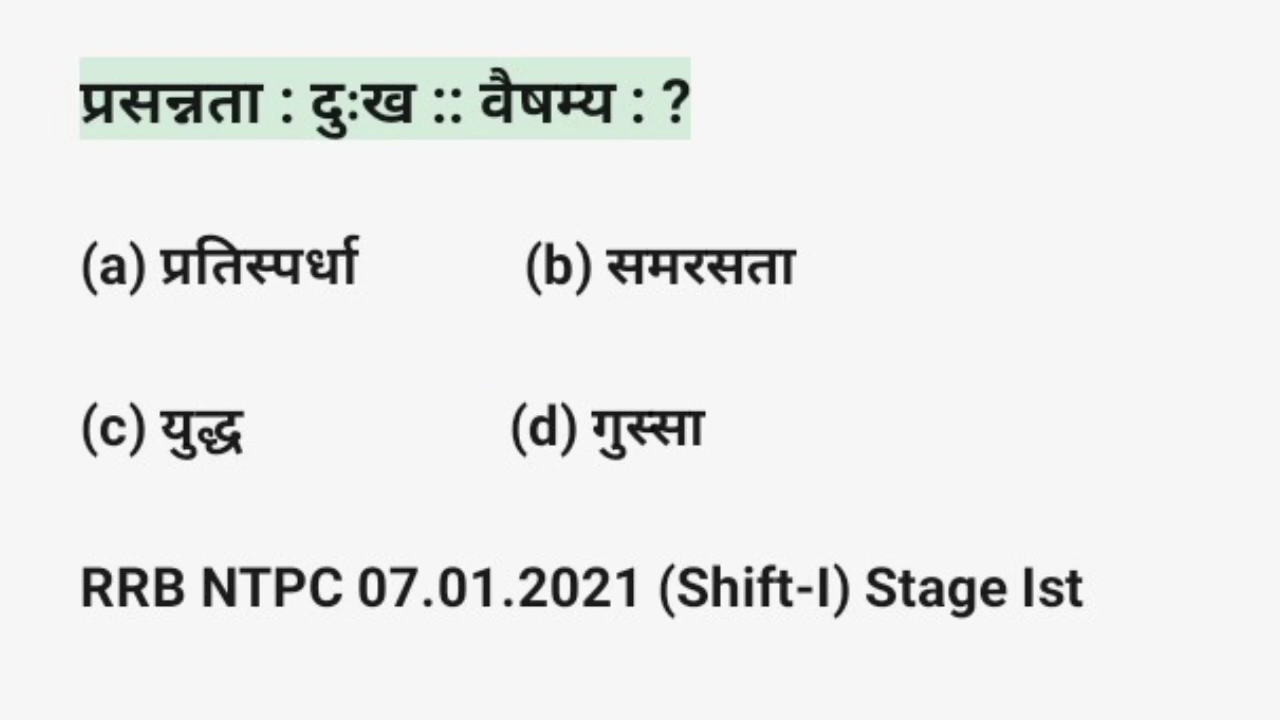 प्रसन्नता : दुःख :: वैषम्य : ?
(a) प्रतिस्पर्धा (b) समरसता
(c) युद्ध (d) गुस्सा
RRB NTPC 07.01.2021 (Shift-I) Stage Ist